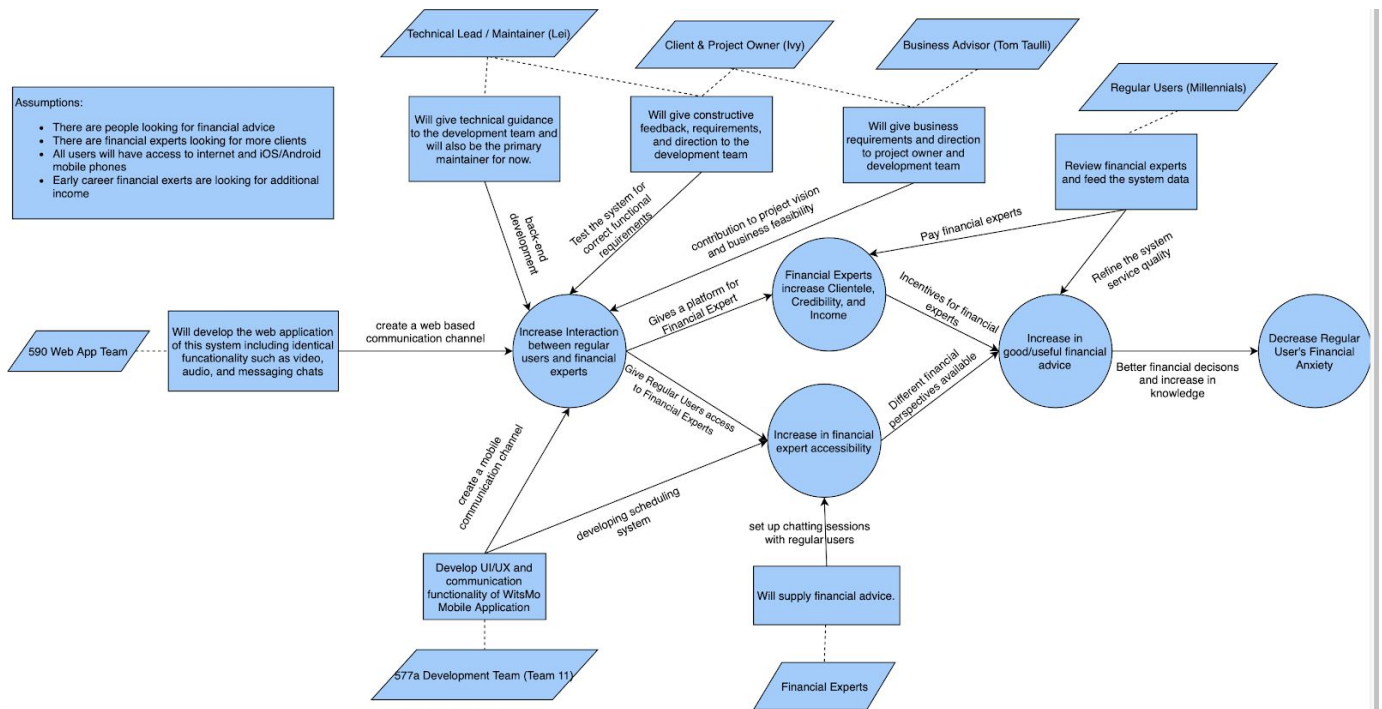 Technical Lead / Maintainer (Lei)
Client & Project Owner (Ivy)
Business Advisor (Tom Taulli)
Regular Users (Millennials)
Assumptions:
• There are people looking for financial advice
• There are financial experts looking for more clients
• All users will have access to internet and iOS/Android
mobile phones
• Early career financial exerts are looking for additional
income
Will give technical guidance
to the development team and
will also be the primary
maintainer for now.
Will give constructive
feedback, requirements,
and direction to the
development team
Will give business
requirements and direction
to project owner and
development team
Review financial experts
and feed the system data
back-end
development
Test the system for
correct functional
requirements
contribution to project vision
and business feasibility
Pay financial experts
Refine the system
service quality
590 Web App Team
Will develop the web application
of this system including identical
funcationality such as video,
audio, and messaging chats
create a web based
communication channel
Increase Interaction
between regular
users and financial
experts
Gives a platform for
Financial Expert
Financial Experts
increase Clientele,
Credibility, and
Income
Incentives for financial
experts
Give Regular Users access
to Financial Experts
Increase in financial
expert accessibility
Different financial
perspectives available
Increase in
good/useful financial
advice
Better financial decisons
and increase in
knowledge
Decrease Regular
User's Financial
Anxiety
create a mobile
communication channel
developing scheduling
system
set up chatting sessions
with regular users
Develop UI/UX and
communication
functionality of WitsMo
Mobile Application
Will supply financial advice.
577a Development Team (Team 11)
Financial Experts